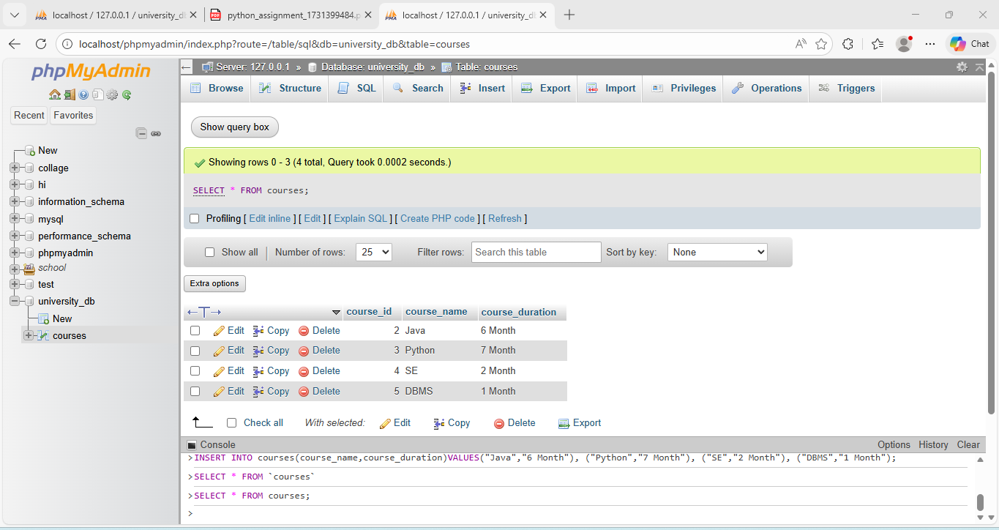 localhost / 127.0.0.1 / university_d
python_assignment_1731399484.p
localhost / 127.0.0.1 / university_d
localhost/phpmyadmin/index.php?route=/table/sql&db=university_db&table=courses
Chat
phpMyAdmin
Recent Favorites
New
collage
hi
information_schema
mysql
performance_schema
phpmyadmin
school
test
university_db
New
courses
Server: 127.0.0.1 » Database: university_db » Table: courses
Browse Structure SQL Search Insert Export Import Privileges Operations Triggers
Show query box
Showing rows 0 - 3 (4 total, Query took 0.0002 seconds.)
SELECT * FROM courses;
Profiling [ Edit inline ] [ Edit ] [ Explain SQL ] [ Create PHP code ] [ Refresh ]
Show all Number of rows: 25 Filter rows: Search this table Sort by key: None
Extra options
course_id course_name course_duration
Edit Copy Delete 2 Java 6 Month
Edit Copy Delete 3 Python 7 Month
Edit Copy Delete 4 SE 2 Month
Edit Copy Delete 5 DBMS 1 Month
Check all With selected: Edit Copy Delete Export
Console Options History Clear
>INSERT INTO courses(course_name,course_duration)VALUES("Java","6 Month"), ("Python","7 Month"), ("SE","2 Month"), ("DBMS","1 Month");
>SELECT * FROM `courses`
>SELECT * FROM courses;
>